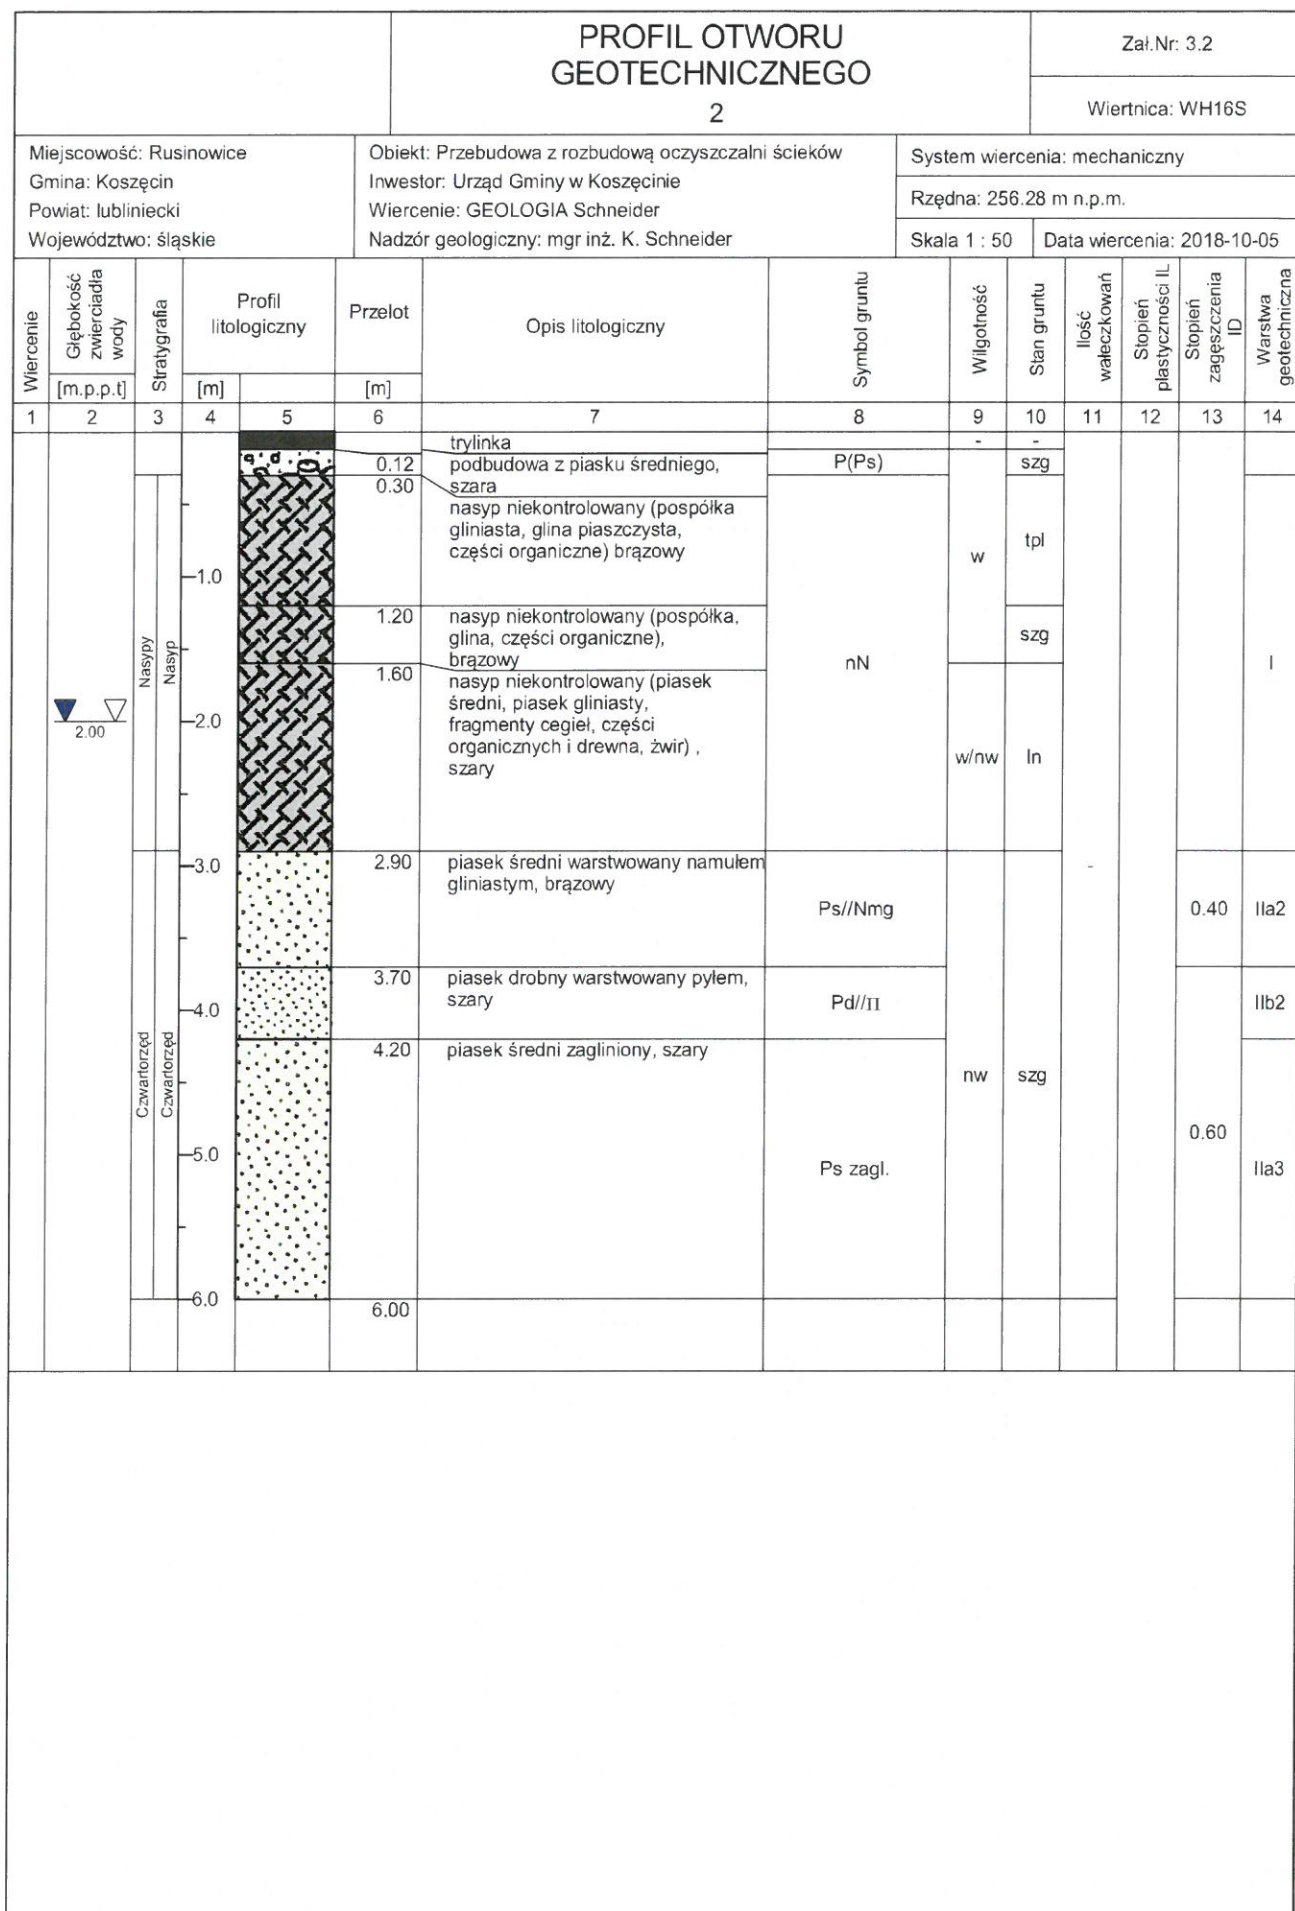 PROFIL OTWORU
GEOTECHNICZNEGO
2
Zał.Nr: 3.2
Wiertnica: WH16S
Miejscowość: Rusinowice
Gmina: Koszęcin
Powiat: lubliniecki
Województwo: śląskie
Obiekt: Przebudowa z rozbudową oczyszczalni ścieków
Inwestor: Urząd Gminy w Koszęcinie
Wiercenie: GEOLOGIA Schneider
Nadzór geologiczny: mgr inż. K. Schneider
System wiercenia: mechaniczny
Rzędna: 256.28 m n.p.m.
Skala 1 : 50
Data wiercenia: 2018-10-05
Wiercenie
Głębokość
zwierciadła
wody
[m.p.p.t]
Stratygrafia
Profil
litologiczny
[m]
Przelot
[m]
Opis litologiczny
Symbol gruntu
Wilgotność
Stan gruntu
Ilość
wałeczkowań
Stopień
plastyczności IL
Stopień
zagęszczenia
ID
Warstwa
geotechniczna
1 2 3 4 5 6 7 8 9 10 11 12 13 14
trylinka
- -
0.12
podbudowa z piasku średniego,
szara
P(Ps)
szg
0.30
nasyp niekontrolowany (pospółka
gliniasta, glina piaszczysta,
części organiczne) brązowy
w
tpl
1.0
1.20
nasyp niekontrolowany (pospółka,
glina, części organiczne),
brązowy
szg
Nasypy
Nasyp
nN
I
1.60
nasyp niekontrolowany (piasek
średni, piasek gliniasty,
fragmenty cegieł, części
organicznych i drewna, żwir) ,
szary
2.0
2.00
w/nw
ln
3.0
2.90
piasek średni warstwowany namułem
gliniastym, brązowy
-
Ps//Nmg
0.40
IIa2
3.70
piasek drobny warstwowany pyłem,
szary
4.0
Pd//Π
IIb2
Czwartorzęd
Czwartorzęd
4.20
piasek średni zagliniony, szary
nw
szg
0.60
5.0
Ps zagl.
IIa3
6.0
6.00